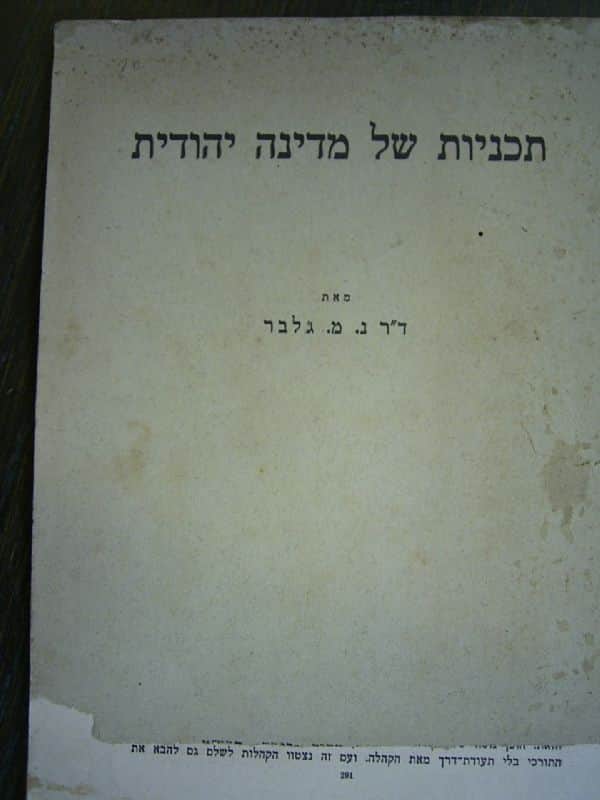 תכניות של מדינה יהודית
מאת
ד"ר נ. מ. גלבר
התורכי בלי תעודת־דרך מאת הקהלה. ועם זה נצטוו הקהלות לשלם גם להבא את
291